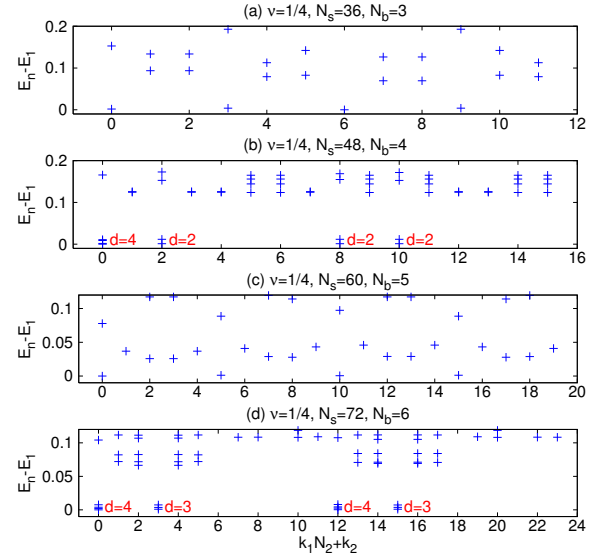 (a) ν=1/4, N_s=36, N_b=3
E_n-E_1
0.2
0.1
0
0 2 4 6 8 10 12
(b) ν=1/4, N_s=48, N_b=4
E_n-E_1
0.2
0.1
0
d=4 d=2 d=2 d=2
0 2 4 6 8 10 12 14 16
(c) ν=1/4, N_s=60, N_b=5
E_n-E_1
0.1
0.05
0
0 2 4 6 8 10 12 14 16 18 20
(d) ν=1/4, N_s=72, N_b=6
E_n-E_1
0.1
0.05
0
d=4 d=3 d=4 d=3
0 2 4 6 8 10 12 14 16 18 20 22 24
k_1N_2+k_2